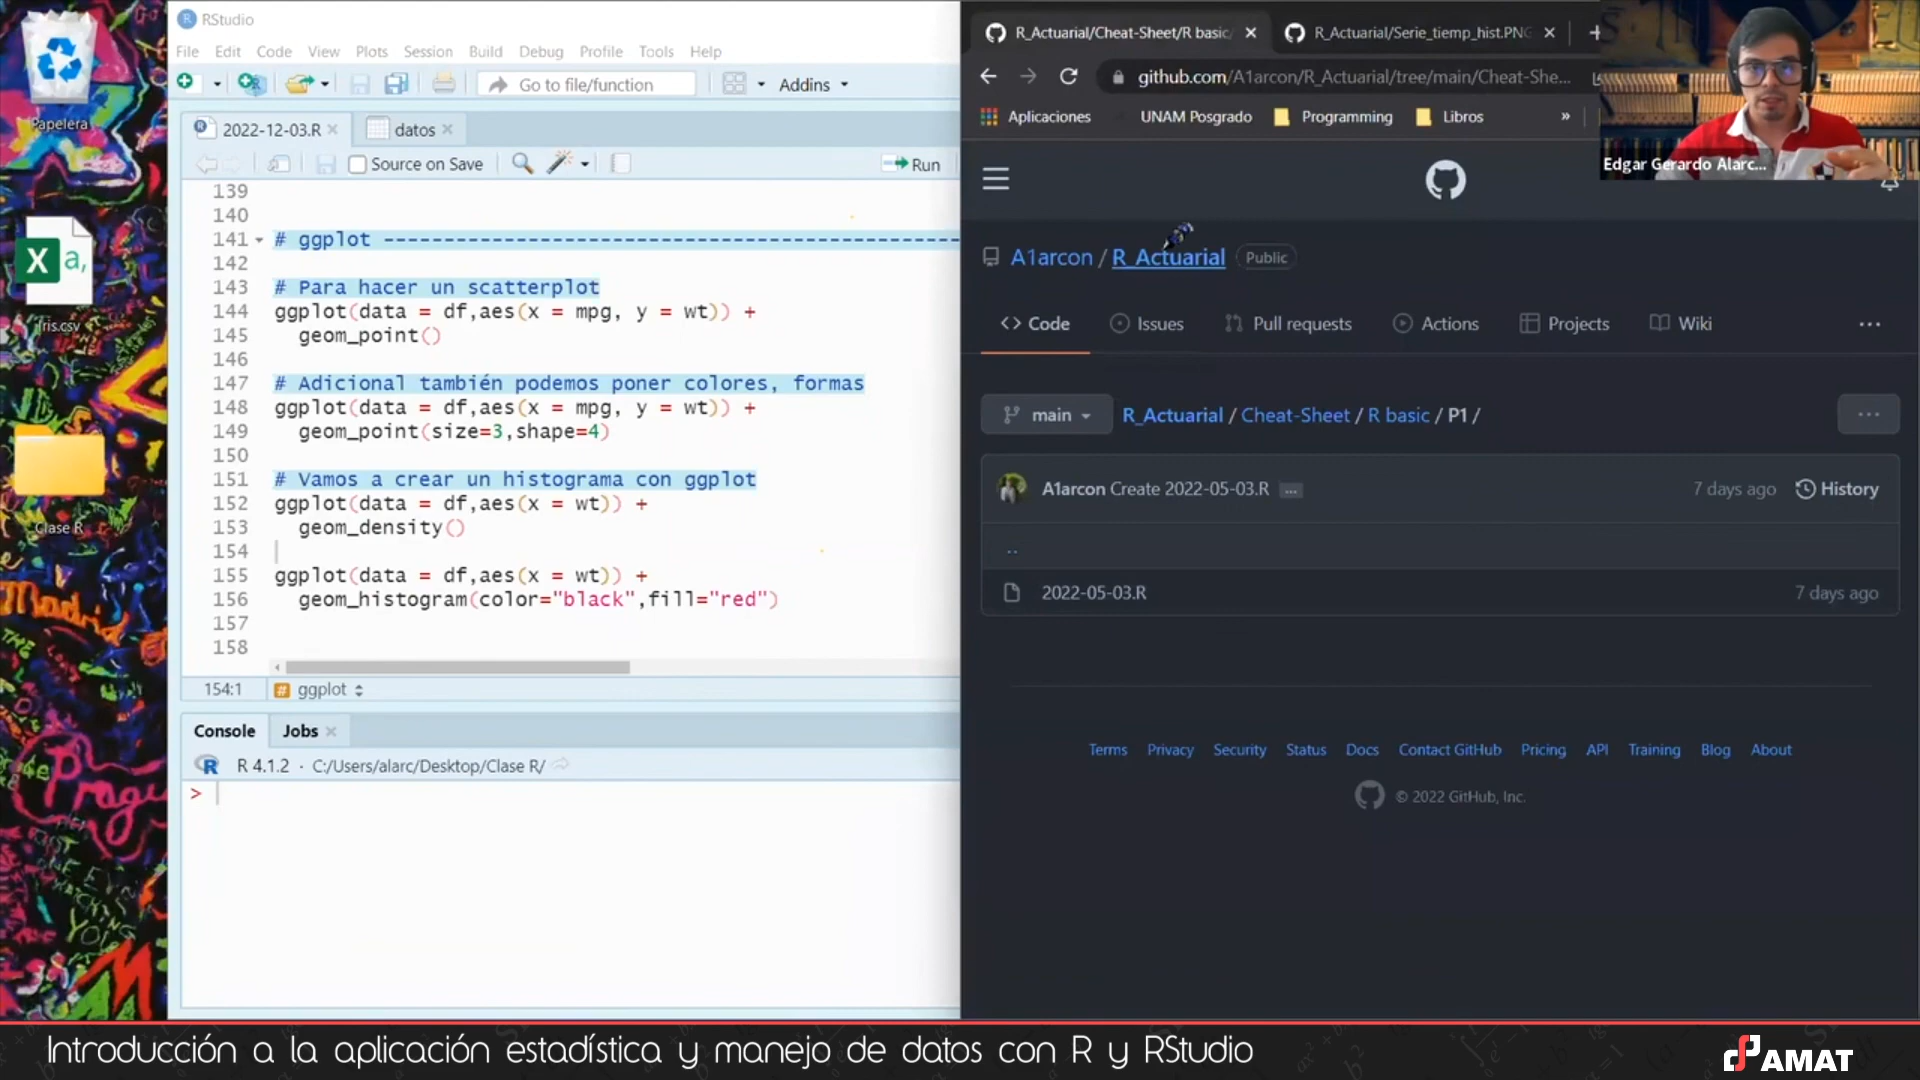 Papelera
Iris.csv
Clase R
RStudio
File Edit Code View Plots Session Build Debug Profile Tools Help
Go to file/function
Addins
2022-12-03.R
datos
Source on Save
Run
139
140
141 # ggplot ------------------------------------------------
142
143 # Para hacer un scatterplot
144 ggplot(data = df,aes(x = mpg, y = wt)) +
145 geom_point()
146
147 # Adicional también podemos poner colores, formas
148 ggplot(data = df,aes(x = mpg, y = wt)) +
149 geom_point(size=3,shape=4)
150
151 # Vamos a crear un histograma con ggplot
152 ggplot(data = df,aes(x = wt)) +
153 geom_density()
154
155 ggplot(data = df,aes(x = wt)) +
156 geom_histogram(color="black",fill="red")
157
158
154:1 # ggplot
Console Jobs
R 4.1.2 · C:/Users/alarc/Desktop/Clase R/
>
R_Actuarial/Cheat-Sheet/R basic
R_Actuarial/Serie_tiemp_hist.PNG
github.com/A1arcon/R_Actuarial/tree/main/Cheat-She...
Aplicaciones UNAM Posgrado Programming Libros »
Edgar Gerardo Alarc...
A1arcon / R_Actuarial Public
Code Issues Pull requests Actions Projects Wiki ...
main R_Actuarial / Cheat-Sheet / R basic / P1 / ...
A1arcon Create 2022-05-03.R ... 7 days ago History
..
2022-05-03.R 7 days ago
Terms Privacy Security Status Docs Contact GitHub Pricing API Training Blog About
© 2022 GitHub, Inc.
Introducción a la aplicación estadística y manejo de datos con R y RStudio
AMAT